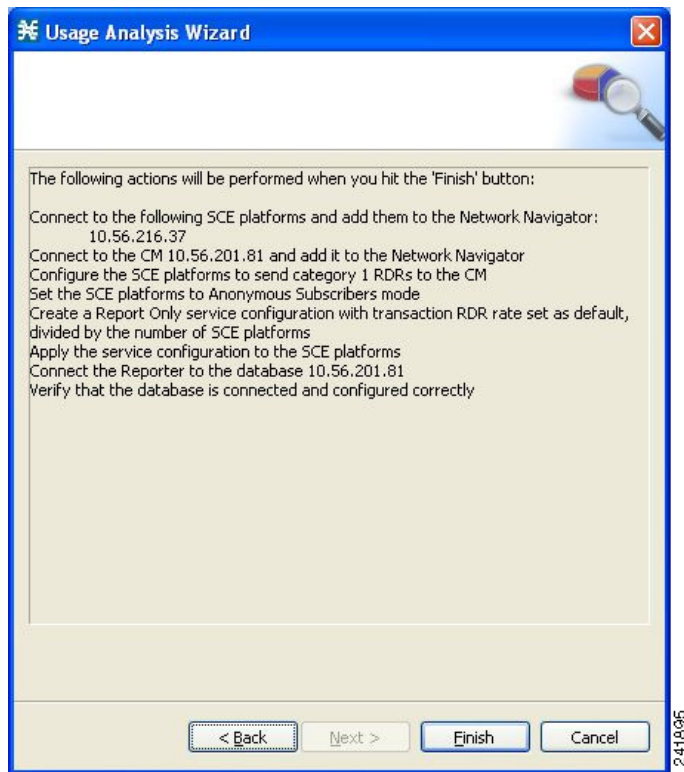 Usage Analysis Wizard
The following actions will be performed when you hit the 'Finish' button:
Connect to the following SCE platforms and add them to the Network Navigator:
10.56.216.37
Connect to the CM 10.56.201.81 and add it to the Network Navigator
Configure the SCE platforms to send category 1 RDRs to the CM
Set the SCE platforms to Anonymous Subscribers mode
Create a Report Only service configuration with transaction RDR rate set as default,
divided by the number of SCE platforms
Apply the service configuration to the SCE platforms
Connect the Reporter to the database 10.56.201.81
Verify that the database is connected and configured correctly
< Back
Next >
Finish
Cancel
241895